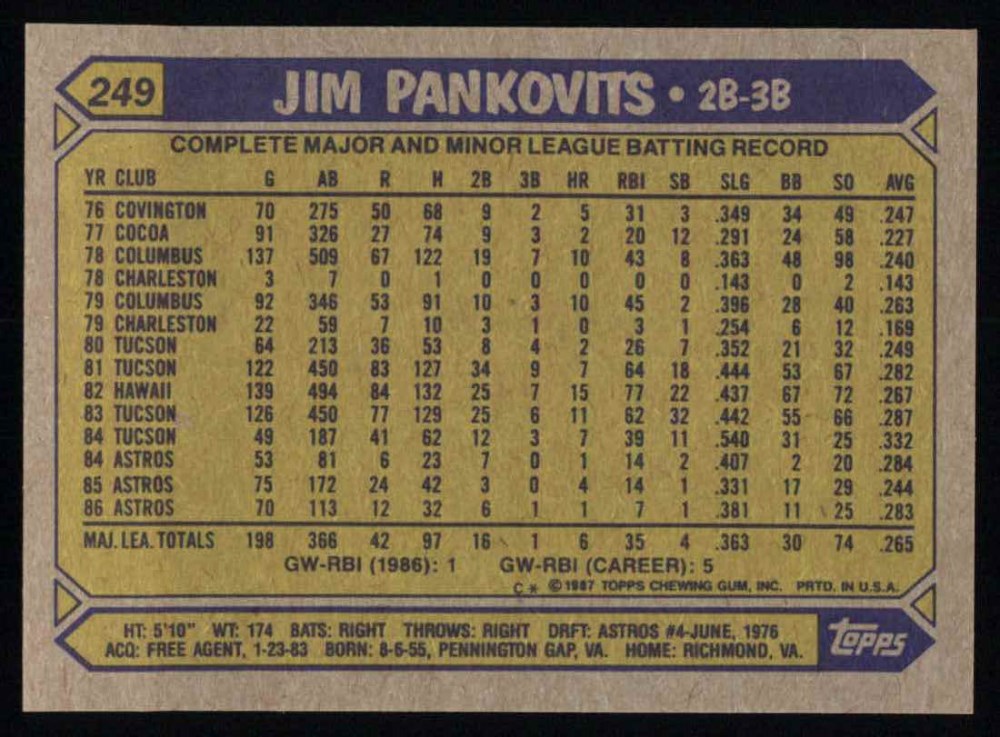 249 JIM PANKOVITS • 2B-3B
COMPLETE MAJOR AND MINOR LEAGUE BATTING RECORD
YR CLUB G AB R H 2B 3B HR RBI SB SLG BB SO AVG
76 COVINGTON 70 275 50 68 9 2 5 31 3 .349 34 49 .247
77 COCOA 91 326 27 74 9 3 2 20 12 .291 24 58 .227
78 COLUMBUS 137 509 67 122 19 7 10 43 8 .363 48 98 .240
78 CHARLESTON 3 7 0 1 0 0 0 0 0 .143 0 2 .143
79 COLUMBUS 92 346 53 91 10 3 10 45 2 .396 28 40 .263
79 CHARLESTON 22 59 7 10 3 1 0 3 1 .254 6 12 .169
80 TUCSON 64 213 36 53 8 4 2 26 7 .352 21 32 .249
81 TUCSON 122 450 83 127 34 9 7 64 18 .444 53 67 .282
82 HAWAII 139 494 84 132 25 7 15 77 22 .437 67 72 .267
83 TUCSON 126 450 77 129 25 6 11 62 32 .442 55 66 .287
84 TUCSON 49 187 41 62 12 3 7 39 11 .540 31 25 .332
84 ASTROS 53 81 6 23 7 0 1 14 2 .407 2 20 .284
85 ASTROS 75 172 24 42 3 0 4 14 1 .331 17 29 .244
86 ASTROS 70 113 12 32 6 1 1 7 1 .381 11 25 .283
MAJ. LEA. TOTALS 198 366 42 97 16 1 6 35 4 .363 30 74 .265
GW-RBI (1986): 1 GW-RBI (CAREER): 5
C* ©1987 TOPPS CHEWING GUM, INC. PRTD. IN U.S.A.
HT: 5'10" WT: 174 BATS: RIGHT THROWS: RIGHT DRFT: ASTROS #4-JUNE, 1976
ACQ: FREE AGENT, 1-23-83 BORN: 8-6-55, PENNINGTON GAP, VA. HOME: RICHMOND, VA.
topps